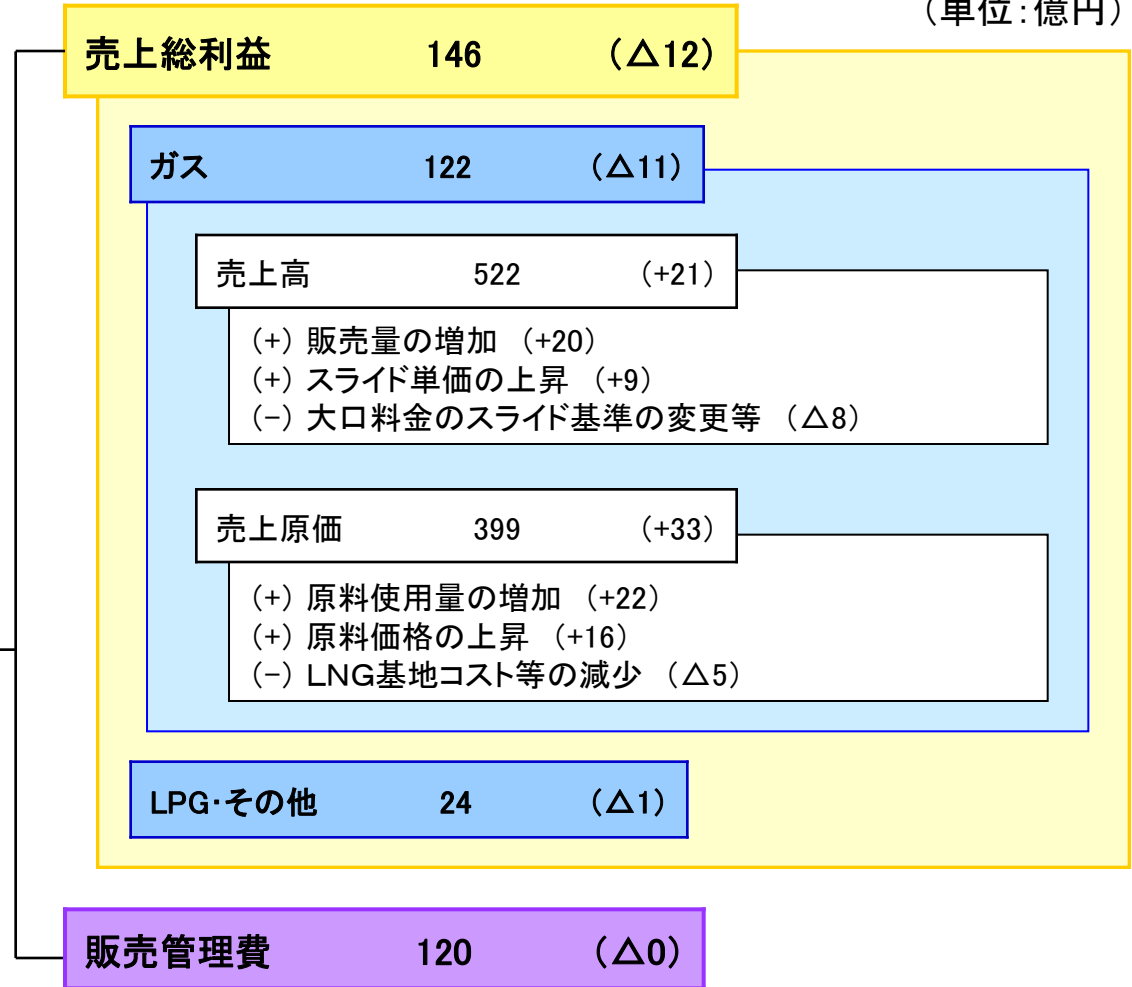 （単位：億円）
売上総利益 146 （△12）
ガス 122 （△11）
売上高 522 （+21）
（+）販売量の増加 （+20）
（+）スライド単価の上昇 （+9）
（−）大口料金のスライド基準の変更等 （△8）
売上原価 399 （+33）
（+）原料使用量の増加 （+22）
（+）原料価格の上昇 （+16）
（−）LNG基地コスト等の減少 （△5）
LPG・その他 24 （△1）
販売管理費 120 （△0）